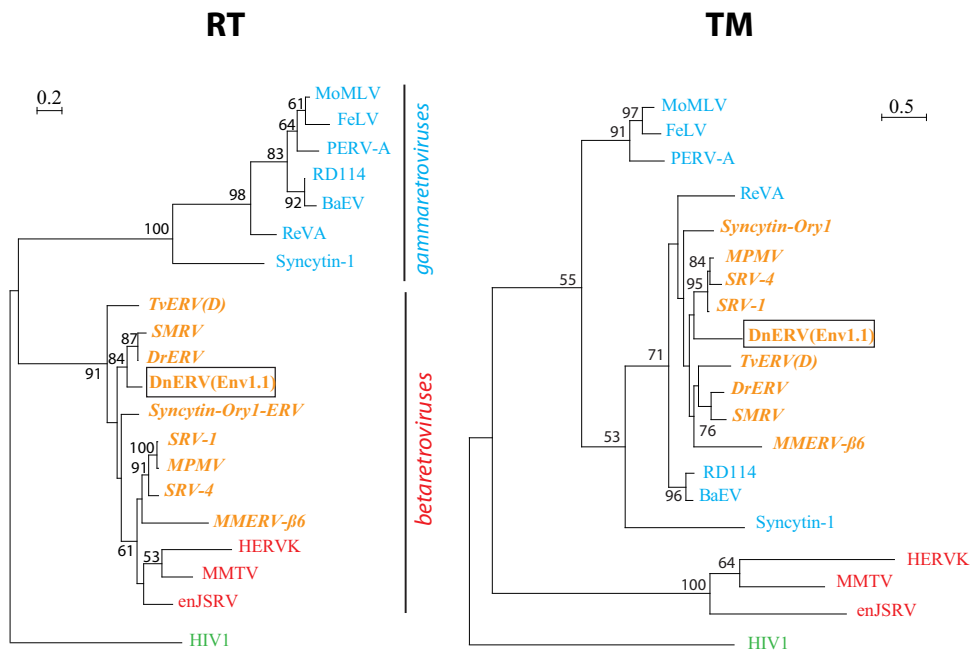 RT
0.2
MoMLV
61
FeLV
64
PERV-A
83
RD114
98
92
BaEV
100
ReVA
Syncytin-1
gammaretroviruses
TvERV(D)
SMRV
87
84
DrERV
91
DnERV(Env1.1)
Syncytin-Ory1-ERV
SRV-1
100
91
MPMV
SRV-4
MMERV-β6
61
HERVK
53
MMTV
enJSRV
betaretroviruses
HIV1
TM
0.5
MoMLV
97
FeLV
91
PERV-A
ReVA
Syncytin-Ory1
MPMV
84
SRV-4
95
SRV-1
55
DnERV(Env1.1)
71
TvERV(D)
DrERV
SMRV
76
53
MMERV-β6
RD114
96
BaEV
Syncytin-1
HERVK
64
MMTV
100
enJSRV
HIV1